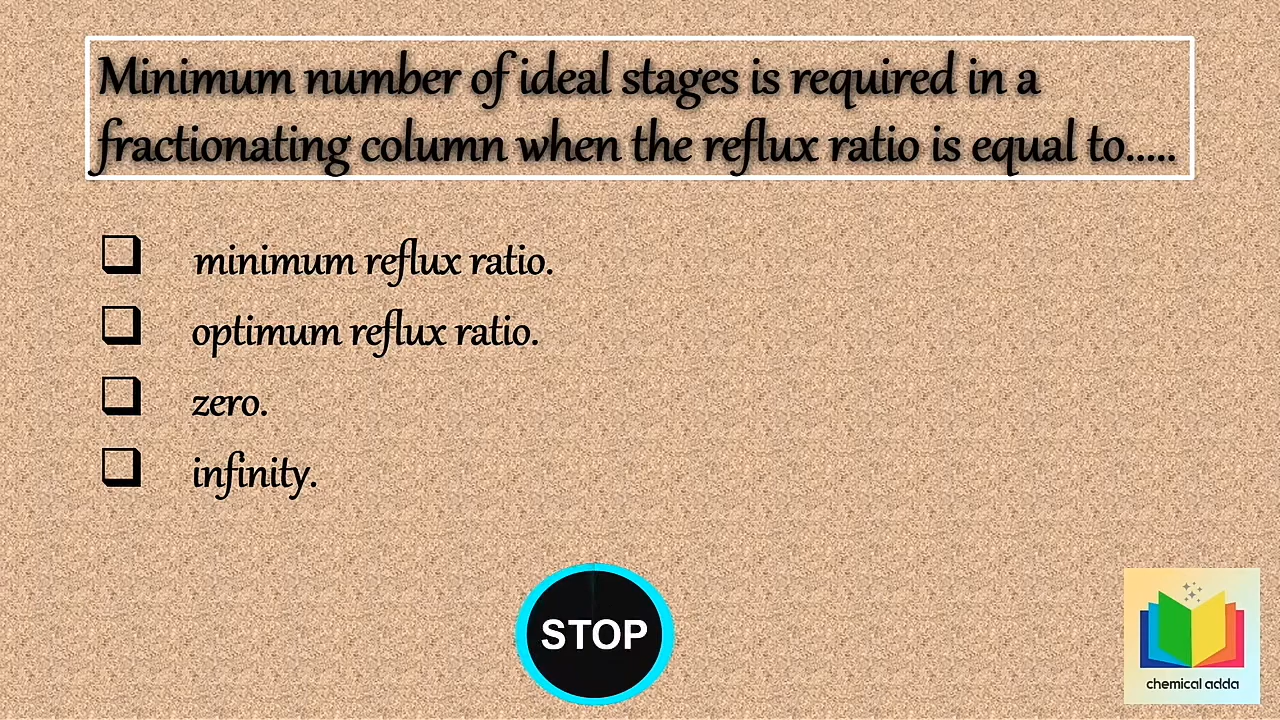 Minimum number of ideal stages is required in a
fractionating column when the reflux ratio is equal to.....
minimum reflux ratio.
optimum reflux ratio.
zero.
infinity.
STOP
chemical adda